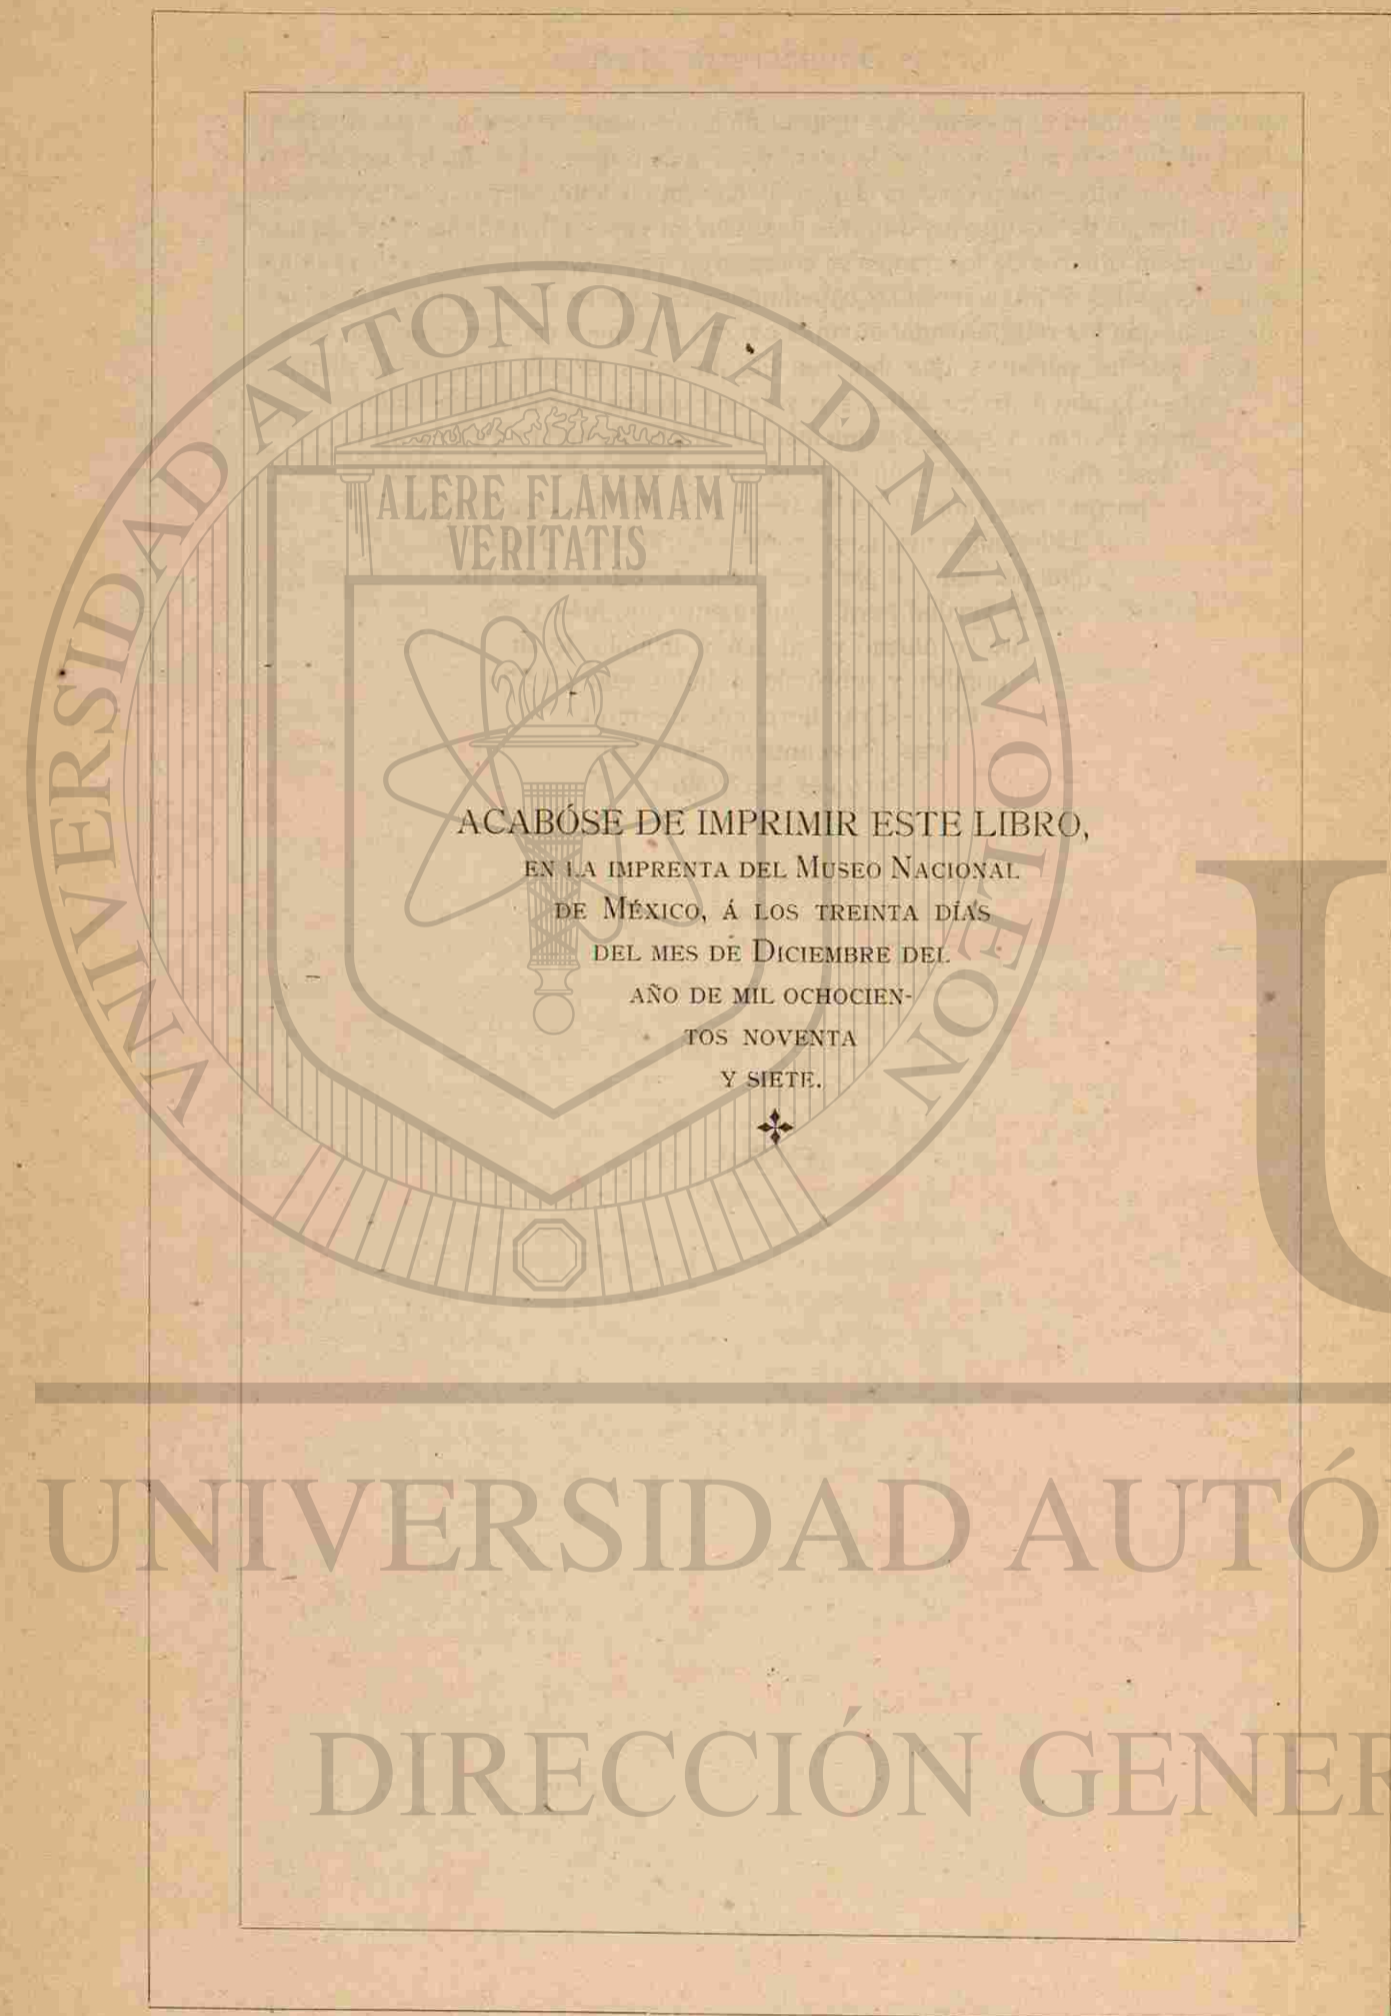 UNIVERSIDAD AVTONOMA D NVEVO LEON
ALERE FLAMMAM
VERITATIS
ACABÓSE DE IMPRIMIR ESTE LIBRO,
EN LA IMPRENTA DEL MUSEO NACIONAL
DE MÉXICO, Á LOS TREINTA DÍAS
DEL MES DE DICIEMBRE DEL
AÑO DE MIL OCHOCIEN-
TOS NOVENTA
Y SIETE.
U
UNIVERSIDAD AUTÓ
DIRECCIÓN GENER